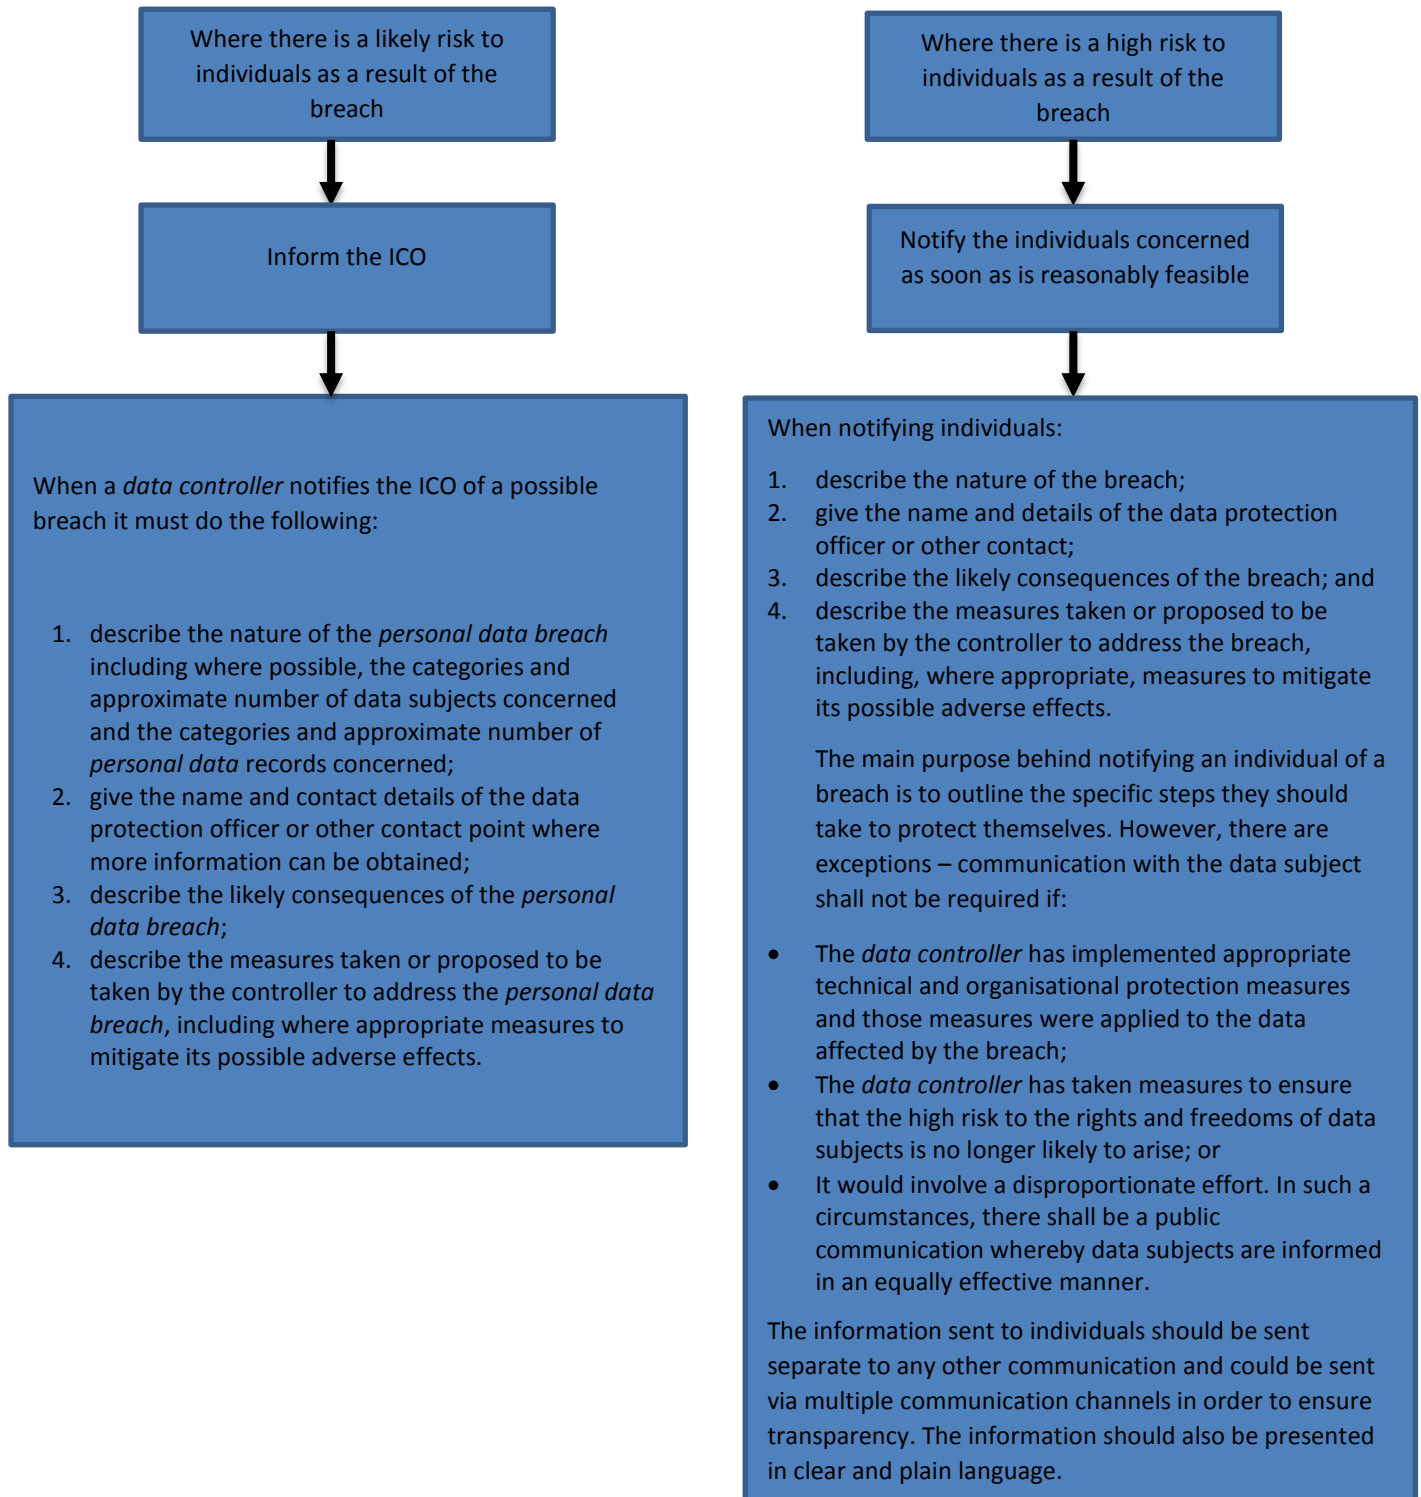 Where there is a likely risk to
individuals as a result of the
breach
Inform the ICO
When a data controller notifies the ICO of a possible
breach it must do the following:
1. describe the nature of the personal data breach
including where possible, the categories and
approximate number of data subjects concerned
and the categories and approximate number of
personal data records concerned;
2. give the name and contact details of the data
protection officer or other contact point where
more information can be obtained;
3. describe the likely consequences of the personal
data breach;
4. describe the measures taken or proposed to be
taken by the controller to address the personal data
breach, including where appropriate measures to
mitigate its possible adverse effects.
Where there is a high risk to
individuals as a result of the
breach
Notify the individuals concerned
as soon as is reasonably feasible
When notifying individuals:
1. describe the nature of the breach;
2. give the name and details of the data protection
officer or other contact;
3. describe the likely consequences of the breach; and
4. describe the measures taken or proposed to be
taken by the controller to address the breach,
including, where appropriate, measures to mitigate
its possible adverse effects.
The main purpose behind notifying an individual of a
breach is to outline the specific steps they should
take to protect themselves. However, there are
exceptions – communication with the data subject
shall not be required if:
• The data controller has implemented appropriate
technical and organisational protection measures
and those measures were applied to the data
affected by the breach;
• The data controller has taken measures to ensure
that the high risk to the rights and freedoms of data
subjects is no longer likely to arise; or
• It would involve a disproportionate effort. In such a
circumstances, there shall be a public
communication whereby data subjects are informed
in an equally effective manner.
The information sent to individuals should be sent
separate to any other communication and could be sent
via multiple communication channels in order to ensure
transparency. The information should also be presented
in clear and plain language.